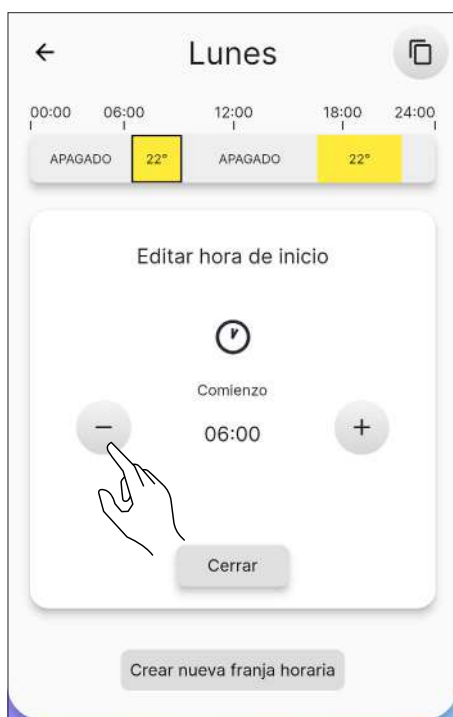 Lunes
00:00 06:00 12:00 18:00 24:00
APAGADO 22° APAGADO 22°
Editar hora de inicio
Comienzo
− 06:00 +
Cerrar
Crear nueva franja horaria